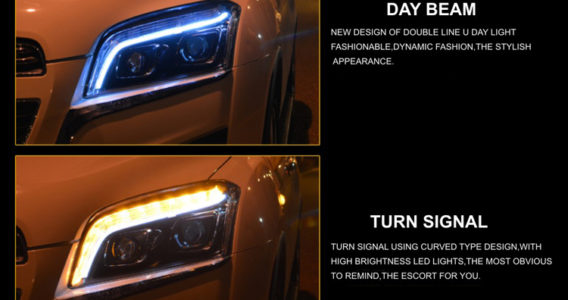 DAY BEAM
NEW DESIGN OF DOUBLE LINE U DAY LIGHT
FASHIONABLE,DYNAMIC FASHION,THE STYLISH
APPEARANCE.
TURN SIGNAL
TURN SIGNAL USING CURVED TYPE DESIGN,WITH
HIGH BRIGHTNESS LED LIGHTS,THE MOST OBVIOUS
TO REMIND,THE ESCORT FOR YOU.